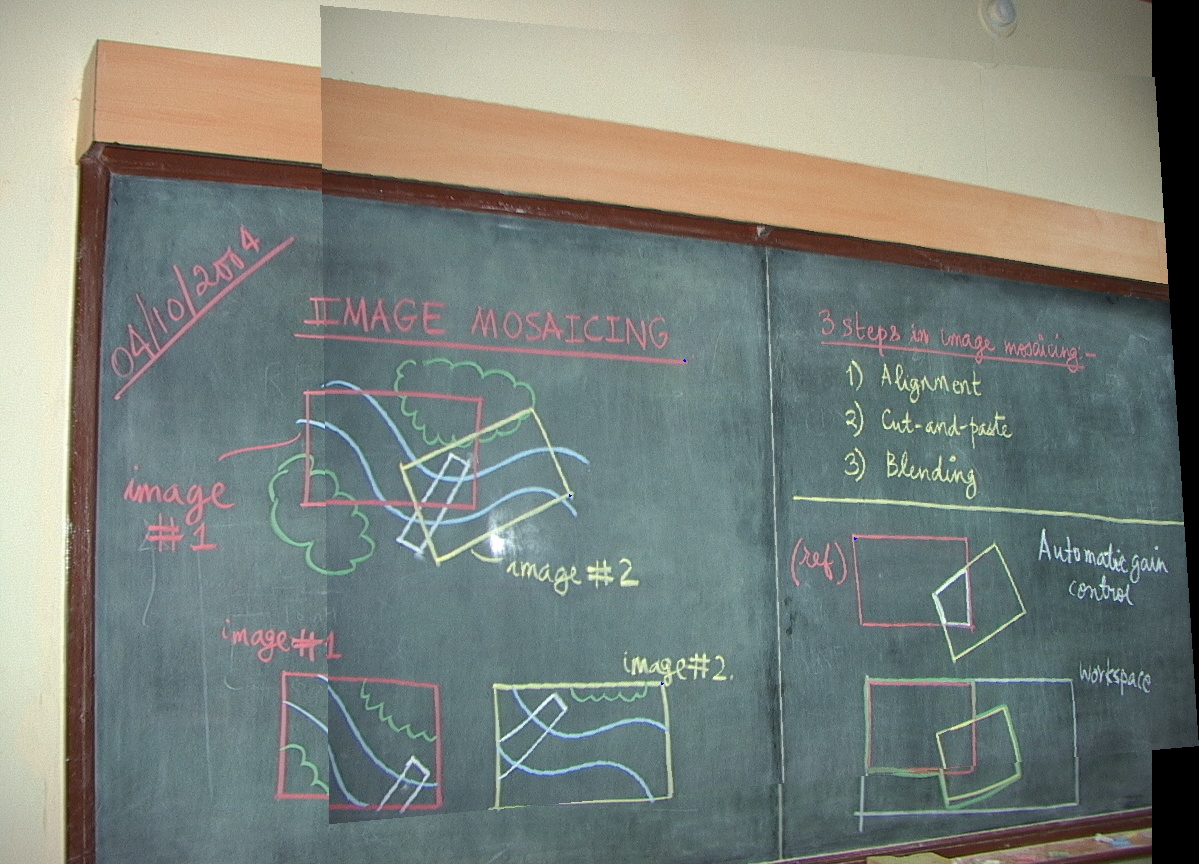 04/10/2004
IMAGE MOSAICING
image
#1
image #2
image #1
image #2.
3 steps in image mosaicing:-
1) Alignment
2) Cut-and-paste
3) Blending
(ref)
Automatic gain
control
workspace